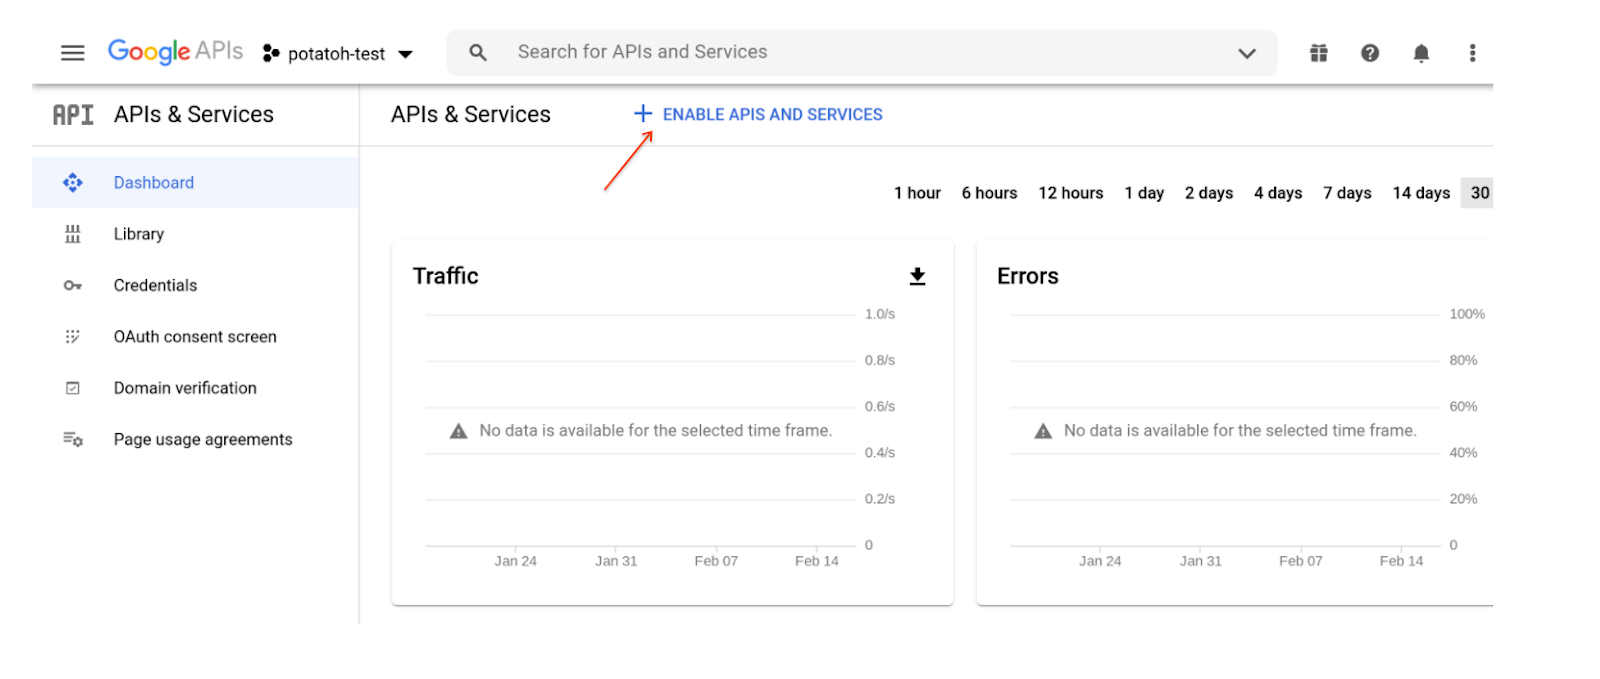 Google APIs potatoh-test Search for APIs and Services
API APIs & Services
APIs & Services
+ ENABLE APIS AND SERVICES
Dashboard
Library
Credentials
OAuth consent screen
Domain verification
Page usage agreements
1 hour 6 hours 12 hours 1 day 2 days 4 days 7 days 14 days 30
Traffic
1.0/s
0.8/s
0.6/s
No data is available for the selected time frame.
0.4/s
0.2/s
0
Jan 24 Jan 31 Feb 07 Feb 14
Errors
100%
80%
60%
No data is available for the selected time frame.
40%
20%
0
Jan 24 Jan 31 Feb 07 Feb 14